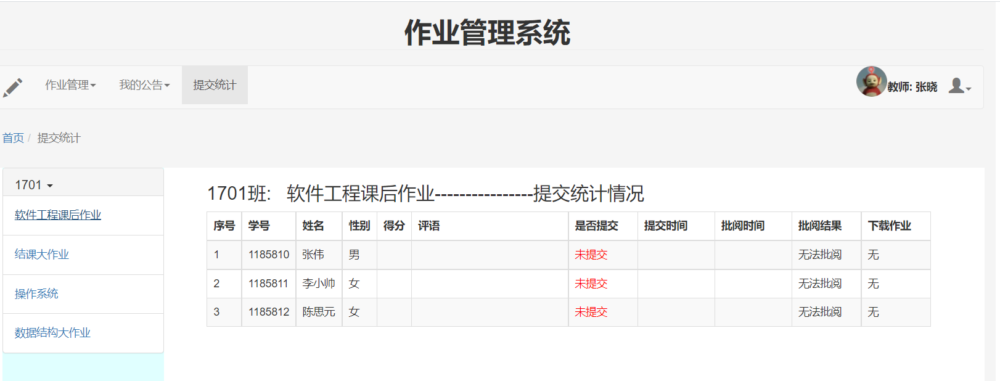 作业管理系统
作业管理 我的公告 提交统计 教师: 张晓
首页 / 提交统计
1701
软件工程课后作业
结课大作业
操作系统
数据结构大作业
1701班: 软件工程课后作业----------------提交统计情况
序号 学号 姓名 性别 得分 评语 是否提交 提交时间 批阅时间 批阅结果 下载作业
1 1185810 张伟 男 未提交 无法批阅 无
2 1185811 李小帅 女 未提交 无法批阅 无
3 1185812 陈思元 女 未提交 无法批阅 无